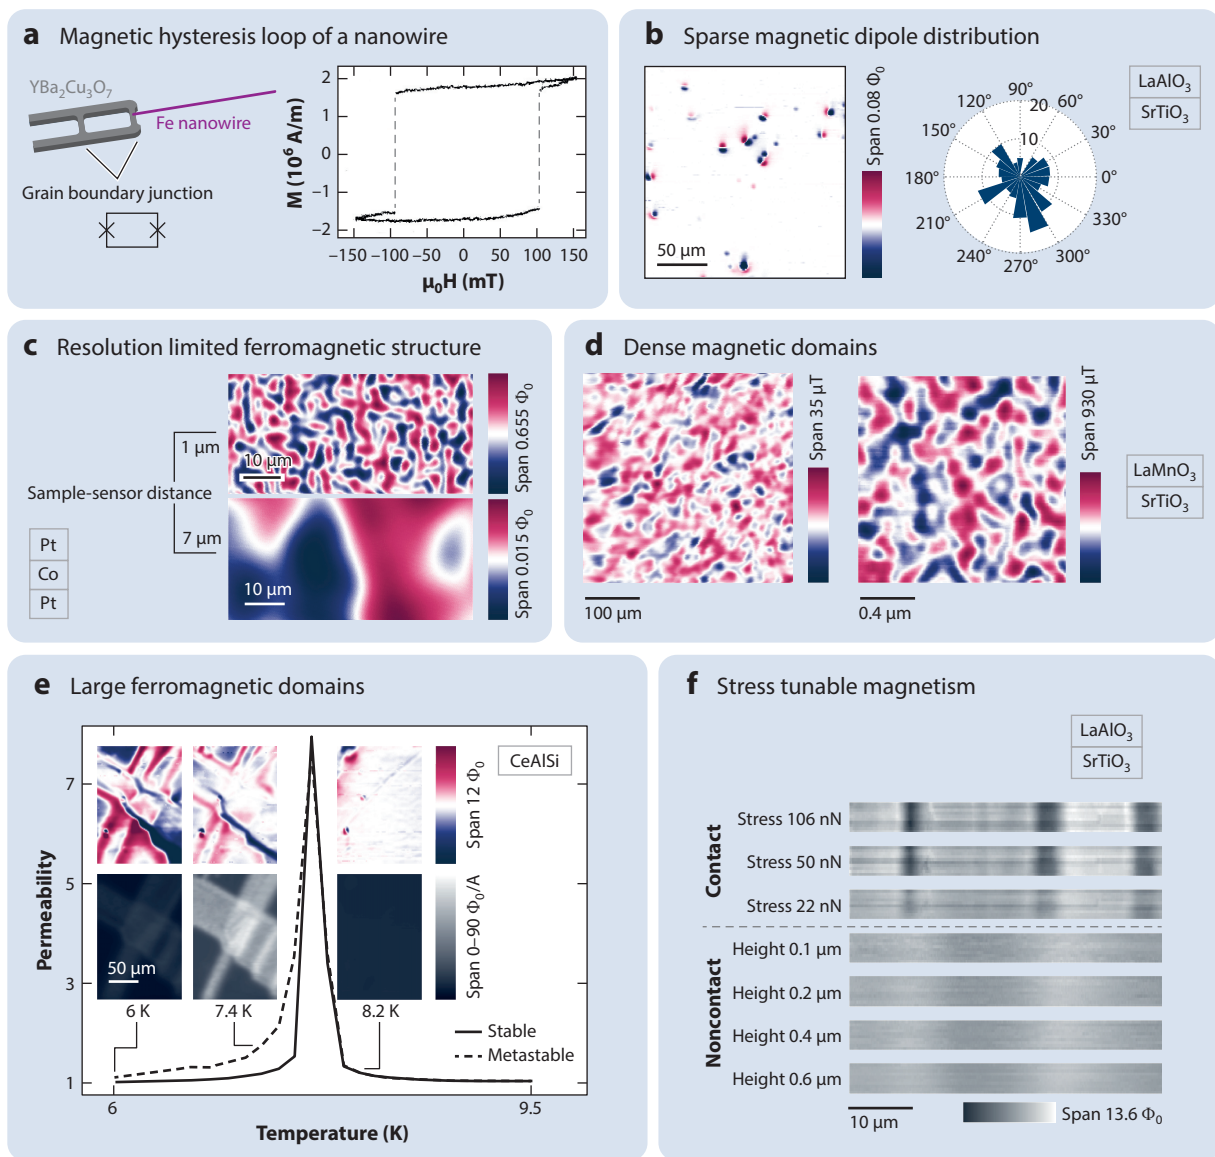 a Magnetic hysteresis loop of a nanowire
YBa₂Cu₃O₇
Fe nanowire
Grain boundary junction
M (10⁶ A/m)
2
1
0
−1
−2
−150 −100 −50 0 50 100 150
μ₀H (mT)
b Sparse magnetic dipole distribution
50 μm
Span 0.08 Φ₀
90°
120° 20 60°
150° 10 30°
180° 0°
210° 330°
240° 300°
270°
LaAlO₃
SrTiO₃
c Resolution limited ferromagnetic structure
1 μm
Sample-sensor distance
7 μm
Pt
Co
Pt
10 μm
Span 0.655 Φ₀
10 μm
Span 0.015 Φ₀
d Dense magnetic domains
100 μm
Span 35 μT
0.4 μm
Span 930 μT
LaMnO₃
SrTiO₃
e Large ferromagnetic domains
Permeability
7
5
3
1
CeAlSi
Span 12 Φ₀
Span 0–90 Φ₀/A
50 μm
6 K 7.4 K 8.2 K
Stable
Metastable
6 9.5
Temperature (K)
f Stress tunable magnetism
LaAlO₃
SrTiO₃
Contact
Stress 106 nN
Stress 50 nN
Stress 22 nN
Noncontact
Height 0.1 μm
Height 0.2 μm
Height 0.4 μm
Height 0.6 μm
10 μm
Span 13.6 Φ₀